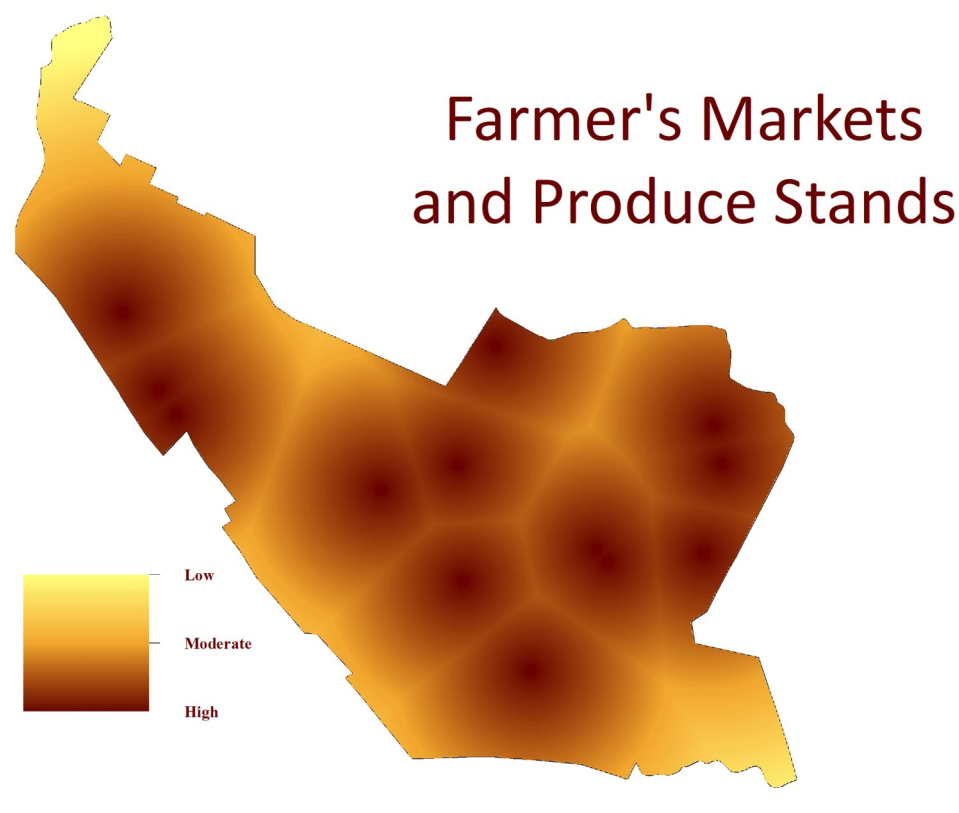 Farmer's Markets
and Produce Stands
Low
Moderate
High